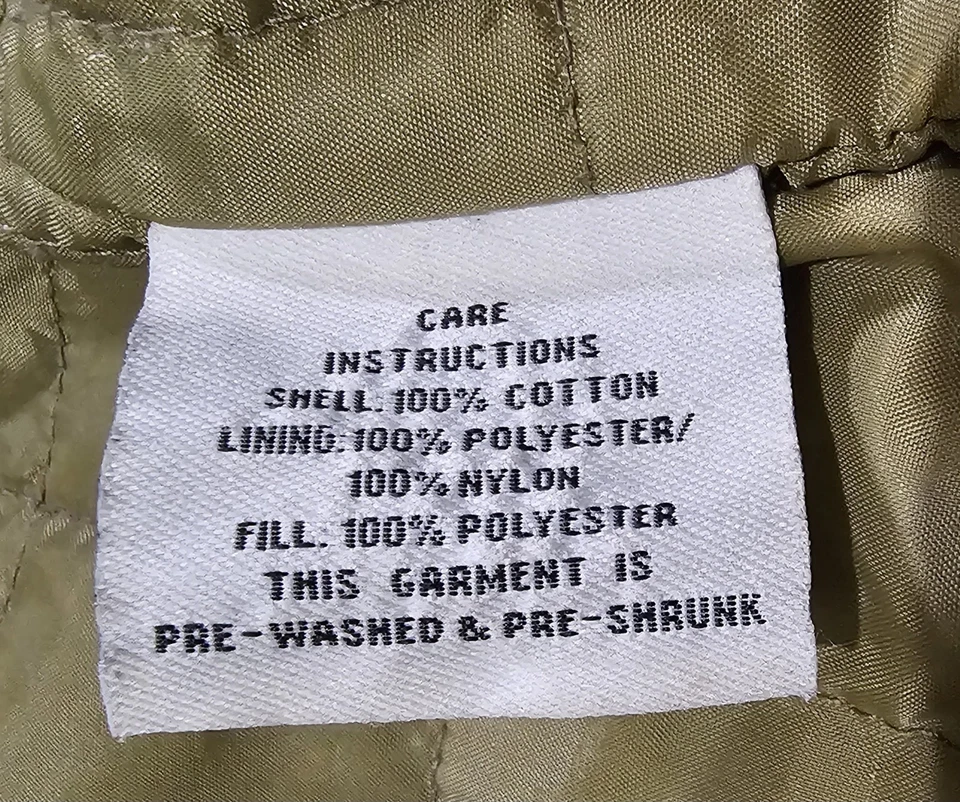 CARE
INSTRUCTIONS
SHELL: 100% COTTON
LINING: 100% POLYESTER/
100% NYLON
FILL: 100% POLYESTER
THIS GARMENT IS
PRE-WASHED & PRE-SHRUNK